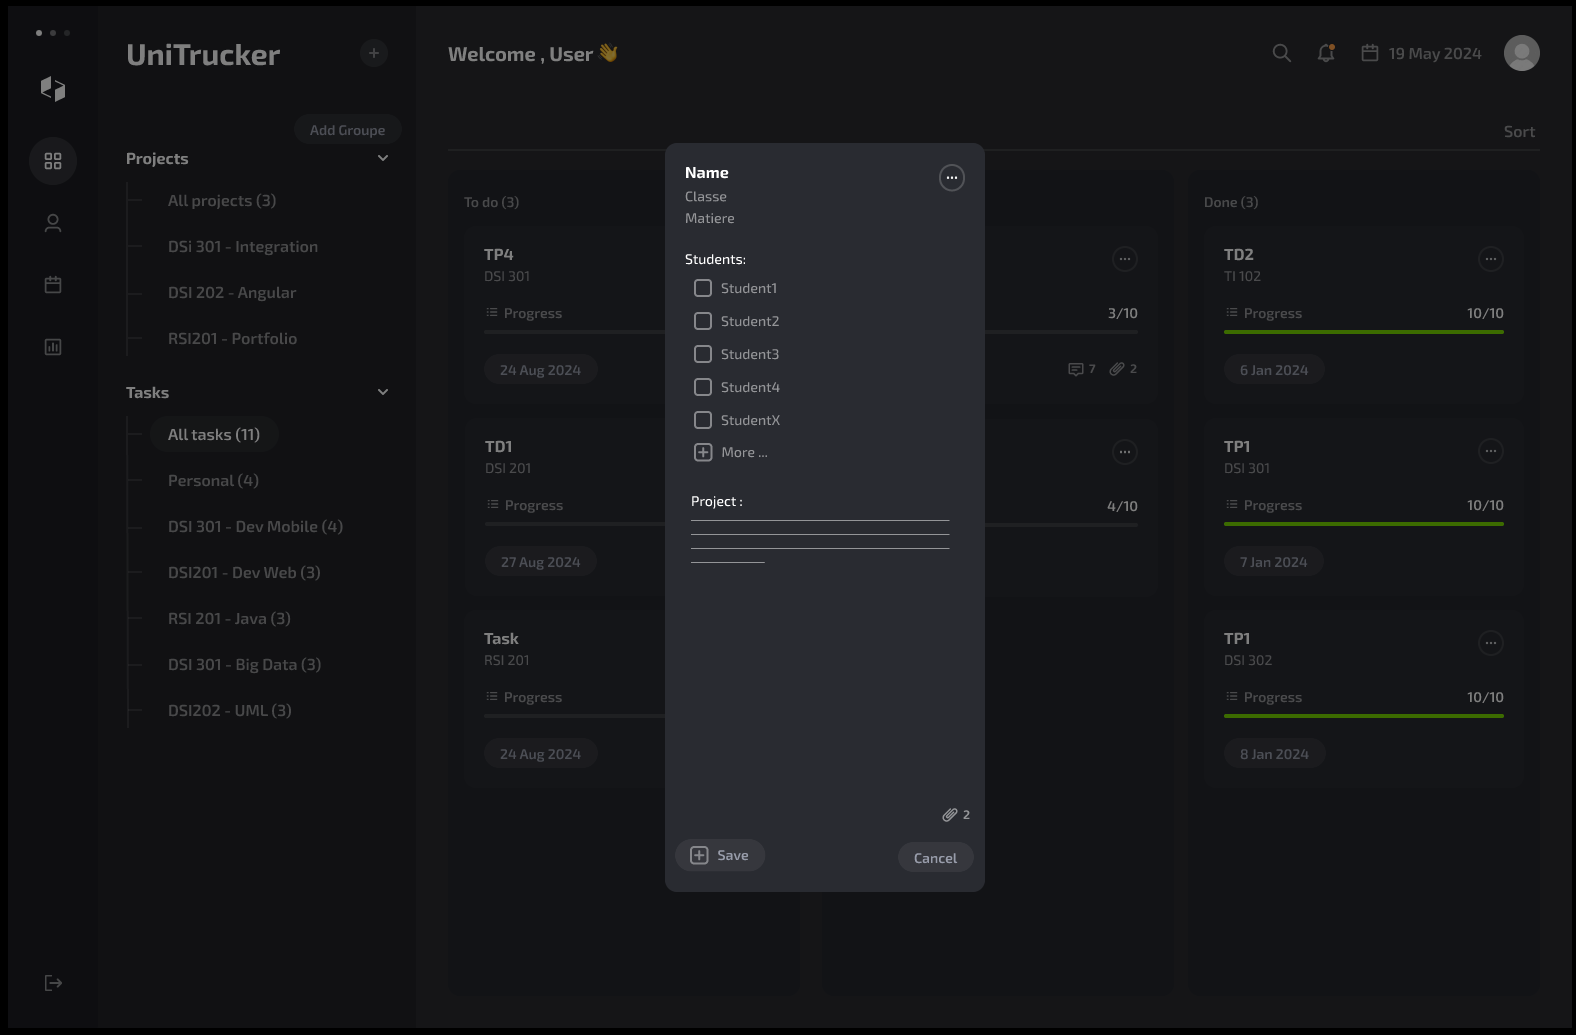 UniTrucker
Add Groupe
Projects
All projects (3)
DSi 301 - Integration
DSI 202 - Angular
RSI201 - Portfolio
Tasks
All tasks (11)
Personal (4)
DSI 301 - Dev Mobile (4)
DSI201 - Dev Web (3)
RSI 201 - Java (3)
DSI 301 - Big Data (3)
DSI202 - UML (3)
Welcome , User 👋
19 May 2024
Sort
To do (3)
TP4
DSI 301
Progress
24 Aug 2024
TD1
DSI 201
Progress
27 Aug 2024
Task
RSI 201
Progress
24 Aug 2024
Name
Classe
Matiere
Students:
Student1
Student2
Student3
Student4
StudentX
More ...
Project :
2
Save
Cancel
3/10
7
2
4/10
Done (3)
TD2
TI 102
Progress 10/10
6 Jan 2024
TP1
DSI 301
Progress 10/10
7 Jan 2024
TP1
DSI 302
Progress 10/10
8 Jan 2024